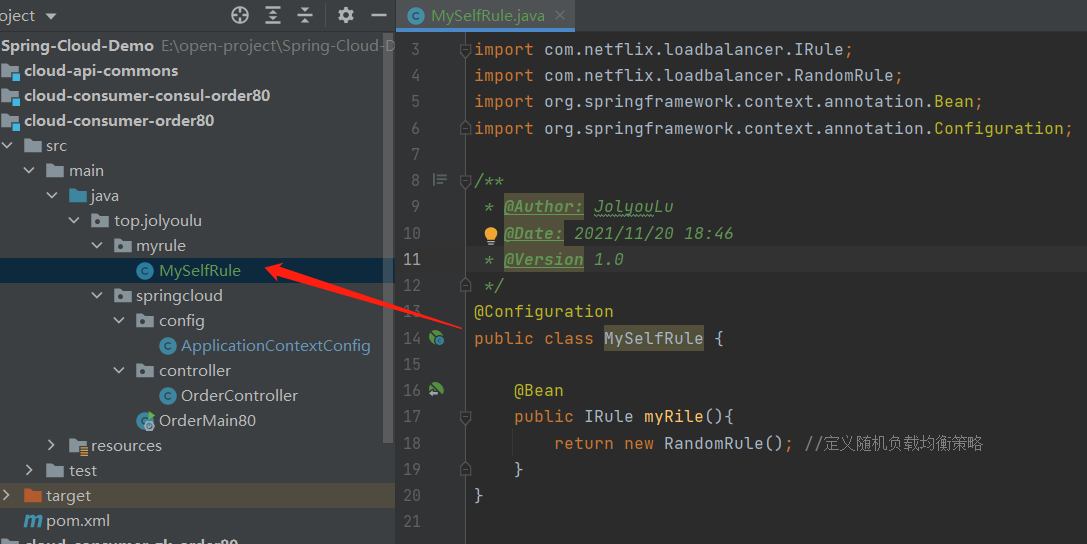 oject
Spring-Cloud-Demo E:\open-project\Spring-Cloud-D
cloud-api-commons
cloud-consumer-consul-order80
cloud-consumer-order80
src
main
java
top.jolyoulu
myrule
MySelfRule
springcloud
config
ApplicationContextConfig
controller
OrderController
OrderMain80
resources
test
target
pom.xml
cloud-consumer-zk-order80
MySelfRule.java
3 import com.netflix.loadbalancer.IRule;
4 import com.netflix.loadbalancer.RandomRule;
5 import org.springframework.context.annotation.Bean;
6 import org.springframework.context.annotation.Configuration;
7
8 /**
9 * @Author: JolyouLu
10 @Date: 2021/11/20 18:46
11 * @Version 1.0
12 */
13 @Configuration
14 public class MySelfRule {
15
16 @Bean
17 public IRule myRile(){
18 return new RandomRule(); //定义随机负载均衡策略
19 }
20 }
21